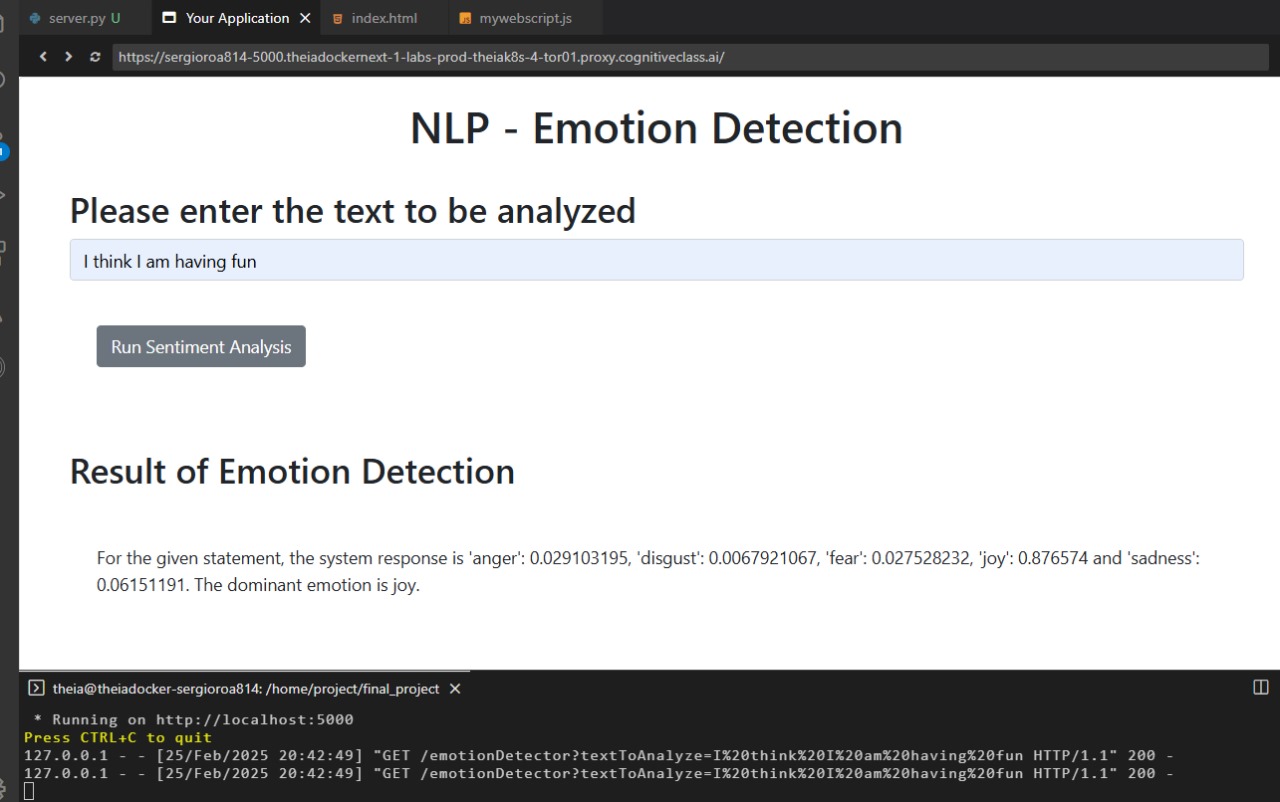 server.py U Your Application index.html mywebscript.js
https://sergioroa814-5000.theiadockernext-1-labs-prod-theiak8s-4-tor01.proxy.cognitiveclass.ai/
NLP - Emotion Detection
Please enter the text to be analyzed
I think I am having fun
Run Sentiment Analysis
Result of Emotion Detection
For the given statement, the system response is 'anger': 0.029103195, 'disgust': 0.0067921067, 'fear': 0.027528232, 'joy': 0.876574 and 'sadness':
0.06151191. The dominant emotion is joy.
theia@theiadocker-sergioroa814: /home/project/final_project
* Running on http://localhost:5000
Press CTRL+C to quit
127.0.0.1 - - [25/Feb/2025 20:42:49] "GET /emotionDetector?textToAnalyze=I%20think%20I%20am%20having%20fun HTTP/1.1" 200 -
127.0.0.1 - - [25/Feb/2025 20:42:49] "GET /emotionDetector?textToAnalyze=I%20think%20I%20am%20having%20fun HTTP/1.1" 200 -